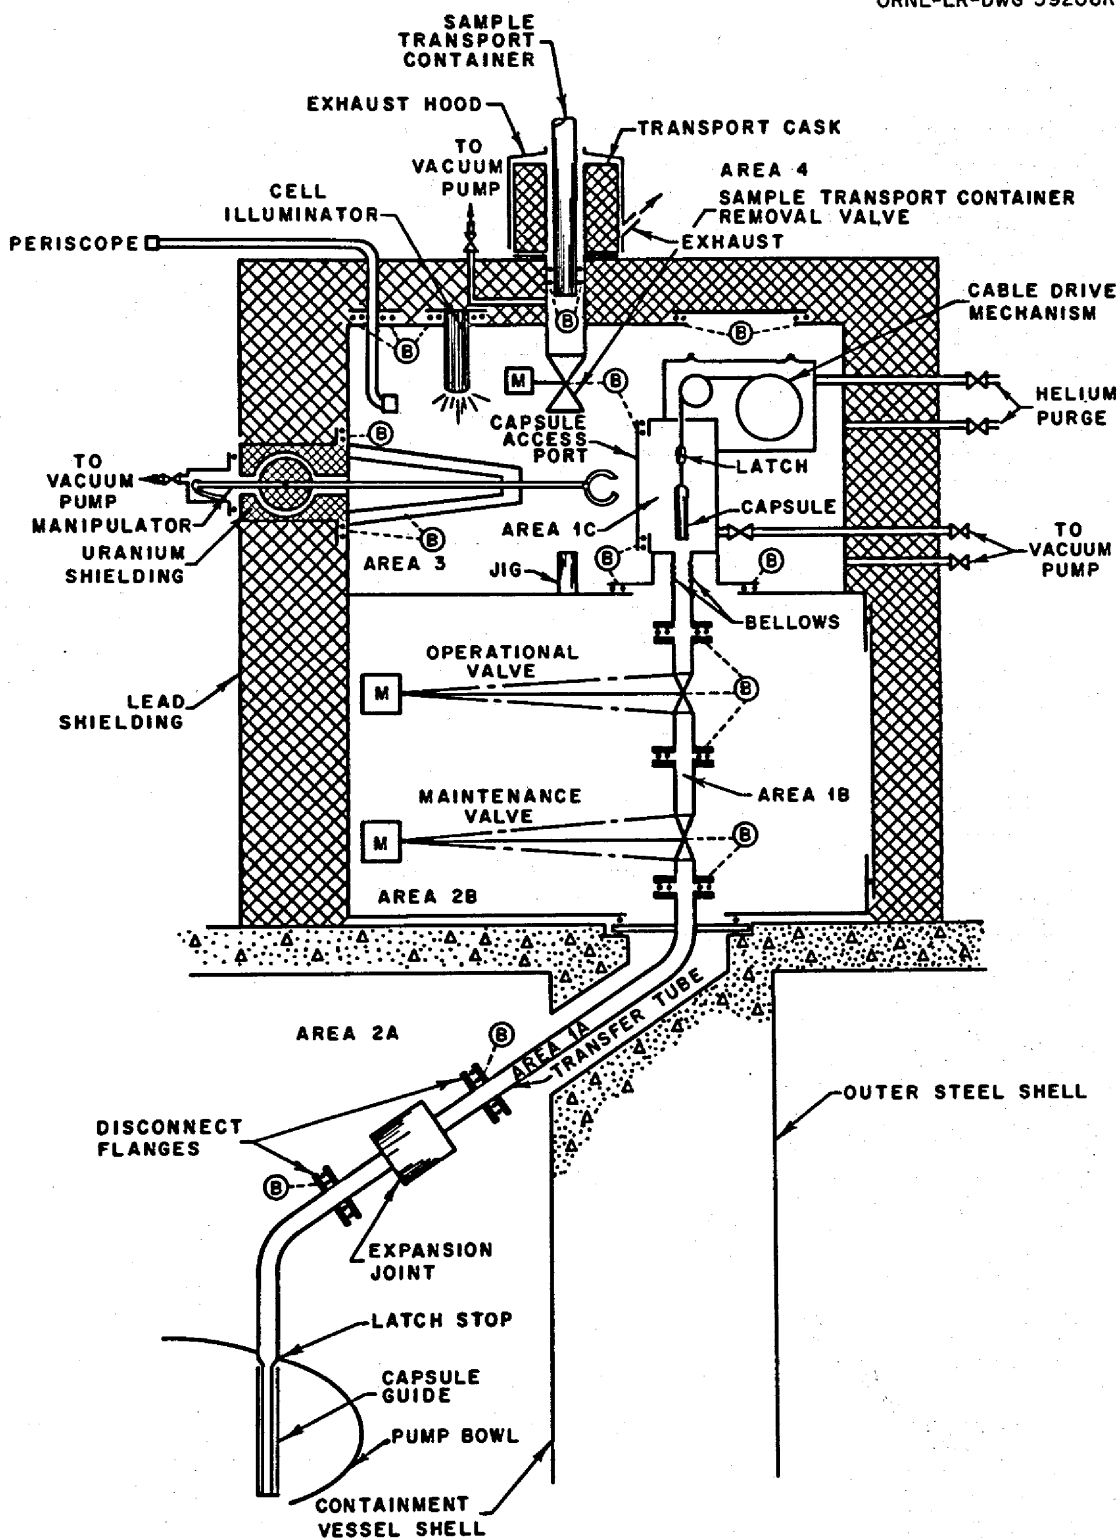 SAMPLE
TRANSPORT
CONTAINER
EXHAUST HOOD
TRANSPORT CASK
TO
VACUUM
PUMP
AREA 4
CELL
ILLUMINATOR
SAMPLE TRANSPORT CONTAINER
REMOVAL VALVE
PERISCOPE
EXHAUST
CABLE DRIVE
MECHANISM
B
B
B
M
B
HELIUM
PURGE
CAPSULE
ACCESS
PORT
B
TO
VACUUM
PUMP
LATCH
MANIPULATOR
CAPSULE
URANIUM
SHIELDING
AREA 1C
B
AREA 3
TO
VACUUM
PUMP
JIG
B
B
BELLOWS
OPERATIONAL
VALVE
M
B
LEAD
SHIELDING
AREA 1B
MAINTENANCE
VALVE
M
B
AREA 2B
AREA 2A
B
AREA 1A
TRANSFER TUBE
DISCONNECT
FLANGES
OUTER STEEL SHELL
B
EXPANSION
JOINT
LATCH STOP
CAPSULE
GUIDE
PUMP BOWL
CONTAINMENT
VESSEL SHELL